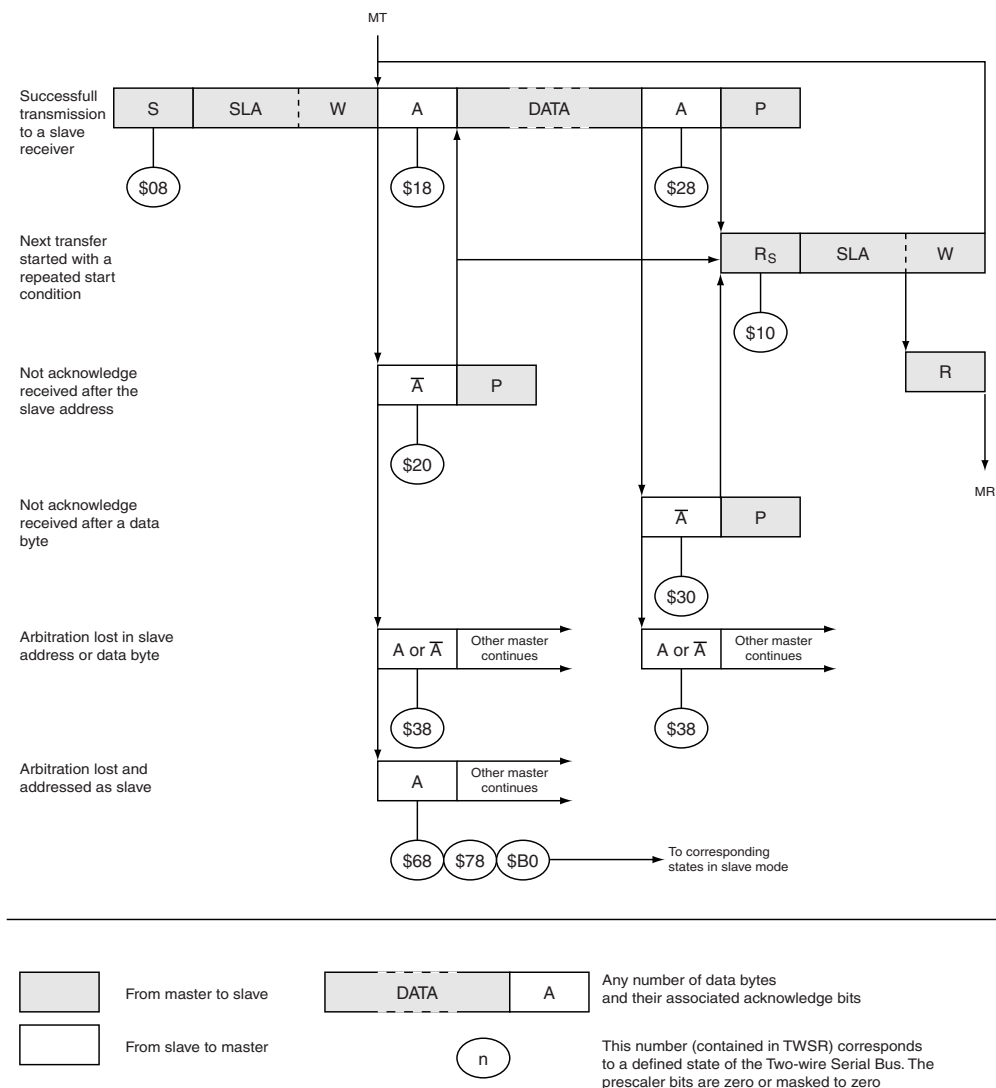 MT
Successfull
transmission
to a slave
receiver
S SLA W A DATA A P
$08 $18 $28
Next transfer
started with a
repeated start
condition
RS SLA W
$10
Not acknowledge
received after the
slave address
A̅ P
R
$20
MR
Not acknowledge
received after a data
byte
A̅ P
$30
Arbitration lost in slave
address or data byte
A or A̅
Other master
continues
A or A̅
Other master
continues
$38 $38
Arbitration lost and
addressed as slave
A
Other master
continues
$68 $78 $B0
To corresponding
states in slave mode
From master to slave
DATA A
Any number of data bytes
and their associated acknowledge bits
From slave to master
n
This number (contained in TWSR) corresponds
to a defined state of the Two-wire Serial Bus. The
prescaler bits are zero or masked to zero